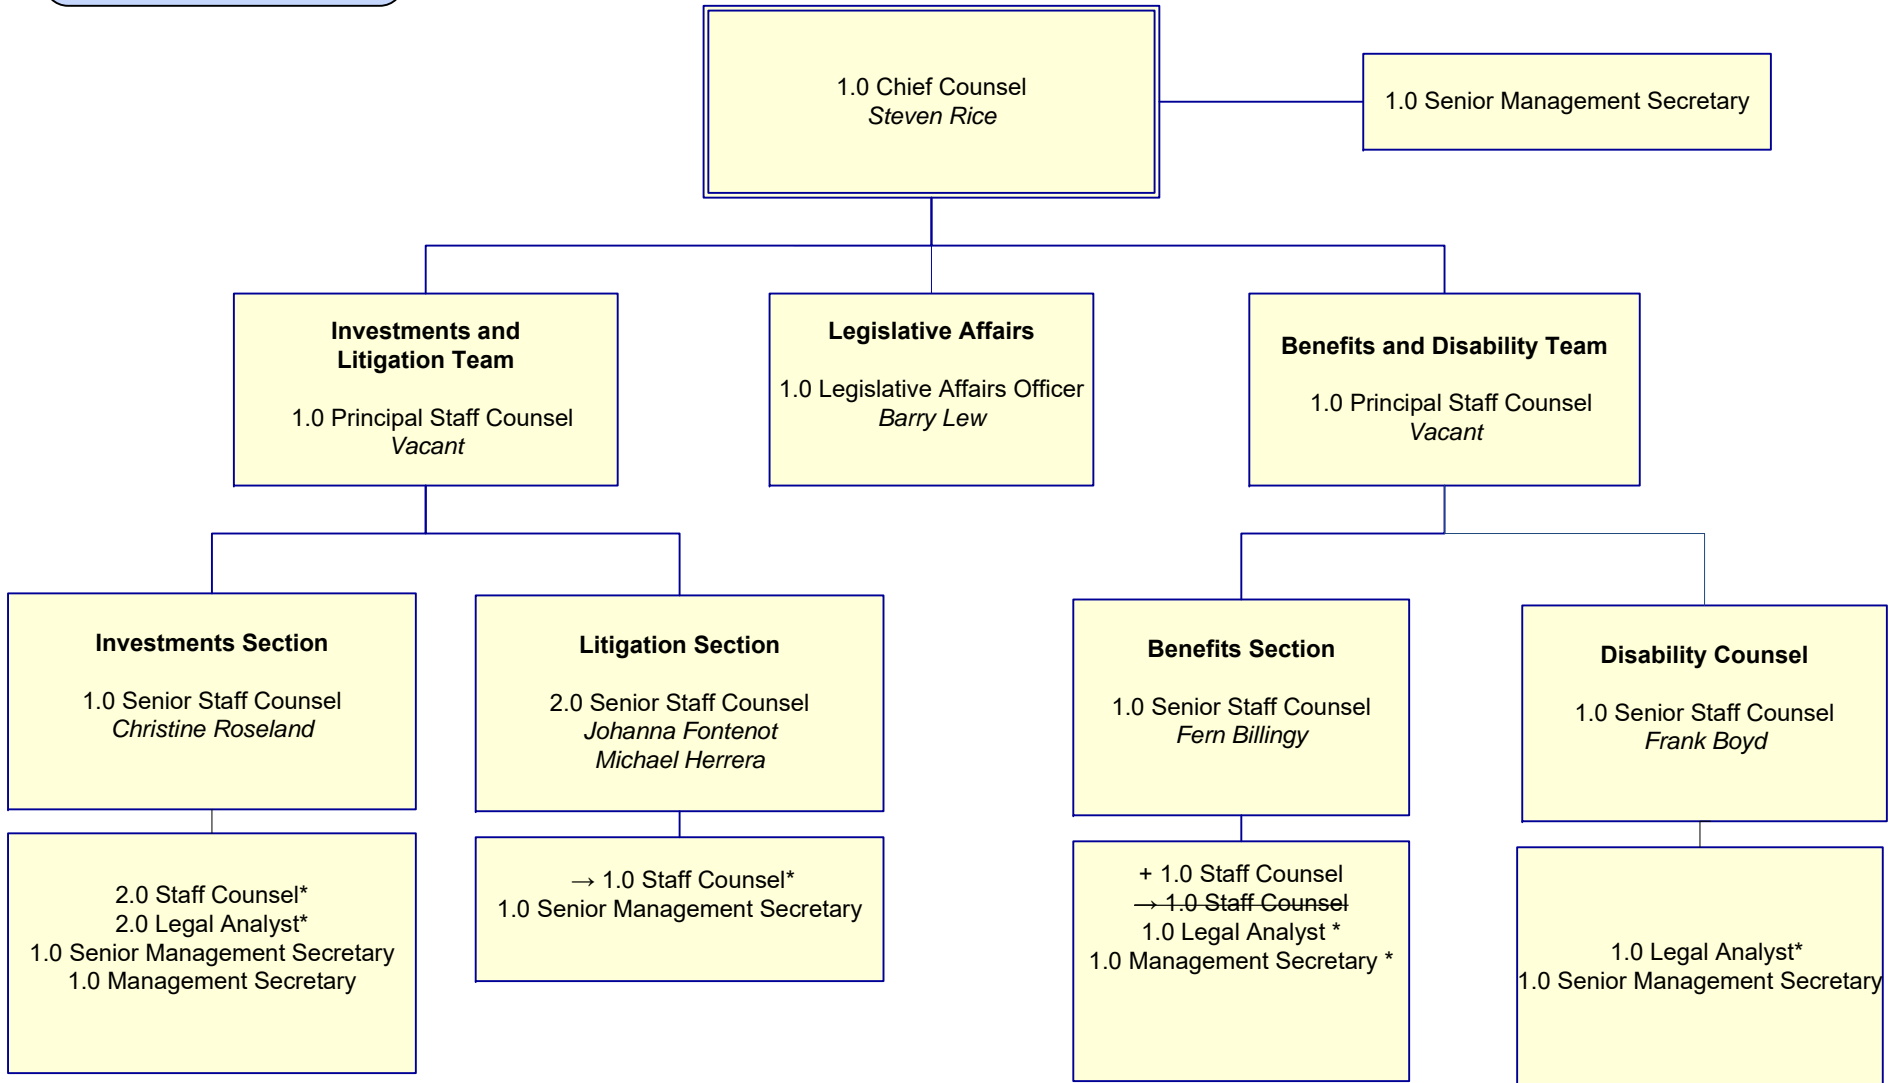 1.0 Chief Counsel
Steven Rice
1.0 Senior Management Secretary
Investments and
Litigation Team
1.0 Principal Staff Counsel
Vacant
Legislative Affairs
1.0 Legislative Affairs Officer
Barry Lew
Benefits and Disability Team
1.0 Principal Staff Counsel
Vacant
Investments Section
1.0 Senior Staff Counsel
Christine Roseland
Litigation Section
2.0 Senior Staff Counsel
Johanna Fontenot
Michael Herrera
Benefits Section
1.0 Senior Staff Counsel
Fern Billingy
Disability Counsel
1.0 Senior Staff Counsel
Frank Boyd
2.0 Staff Counsel*
2.0 Legal Analyst*
1.0 Senior Management Secretary
1.0 Management Secretary
→ 1.0 Staff Counsel*
1.0 Senior Management Secretary
+ 1.0 Staff Counsel
→ 1.0 Staff Counsel
1.0 Legal Analyst *
1.0 Management Secretary *
1.0 Legal Analyst*
1.0 Senior Management Secretary